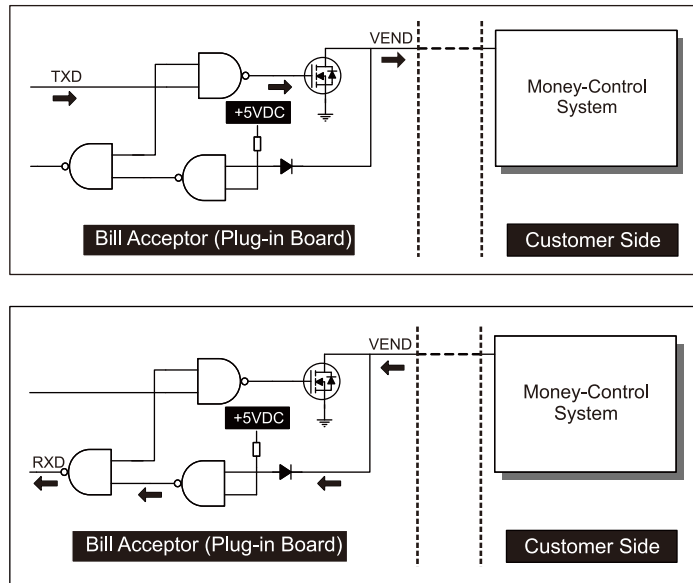 VEND
TXD
+5VDC
Money-Control
System
Bill Acceptor (Plug-in Board)
Customer Side
VEND
+5VDC
Money-Control
System
RXD
Bill Acceptor (Plug-in Board)
Customer Side